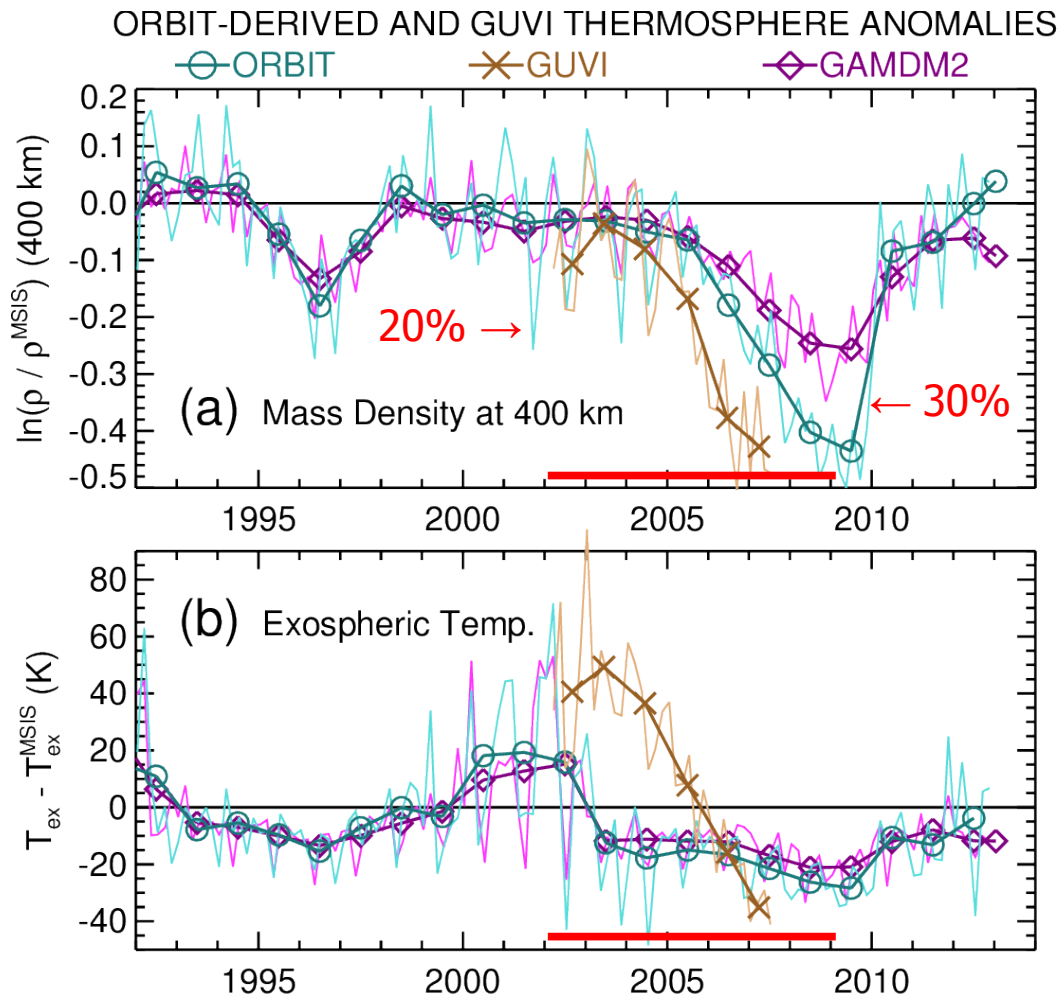 ORBIT-DERIVED AND GUVI THERMOSPHERE ANOMALIES
ORBIT GUVI GAMDM2
ln(ρ / ρ^MSIS) (400 km)
0.2
0.1
0.0
-0.1
-0.2
-0.3
-0.4
-0.5
20% →
← 30%
(a) Mass Density at 400 km
1995 2000 2005 2010
T_ex - T_ex^MSIS (K)
80
60
40
20
0
-20
-40
(b) Exospheric Temp.
1995 2000 2005 2010